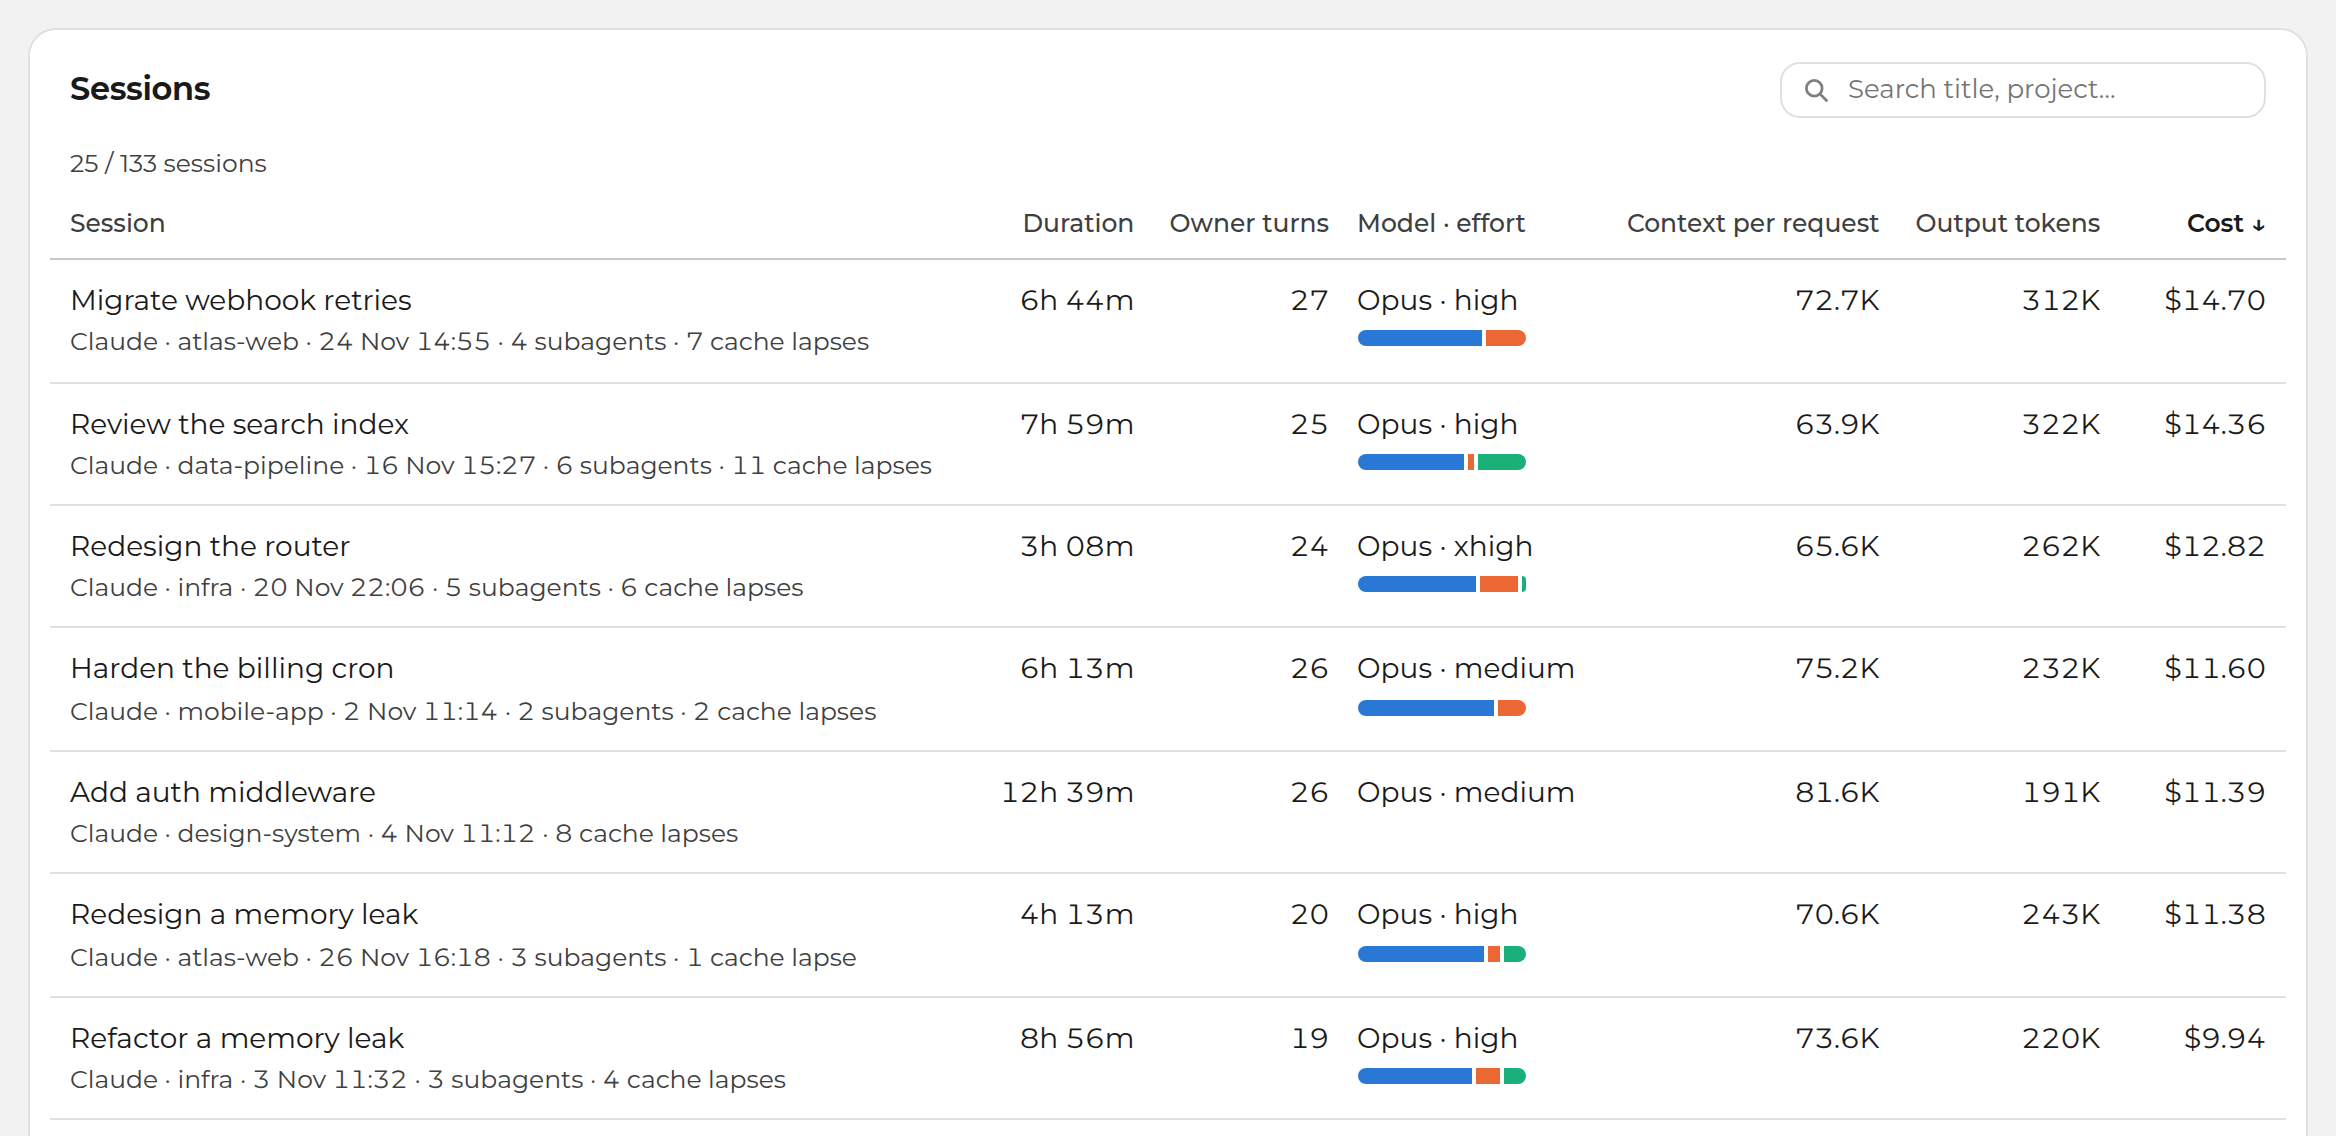 Sessions
Search title, project...
25 / 133 sessions
Session Duration Owner turns Model · effort Context per request Output tokens Cost ↓
Migrate webhook retries 6h 44m 27 Opus · high 72.7K 312K $14.70
Claude · atlas-web · 24 Nov 14:55 · 4 subagents · 7 cache lapses
Review the search index 7h 59m 25 Opus · high 63.9K 322K $14.36
Claude · data-pipeline · 16 Nov 15:27 · 6 subagents · 11 cache lapses
Redesign the router 3h 08m 24 Opus · xhigh 65.6K 262K $12.82
Claude · infra · 20 Nov 22:06 · 5 subagents · 6 cache lapses
Harden the billing cron 6h 13m 26 Opus · medium 75.2K 232K $11.60
Claude · mobile-app · 2 Nov 11:14 · 2 subagents · 2 cache lapses
Add auth middleware 12h 39m 26 Opus · medium 81.6K 191K $11.39
Claude · design-system · 4 Nov 11:12 · 8 cache lapses
Redesign a memory leak 4h 13m 20 Opus · high 70.6K 243K $11.38
Claude · atlas-web · 26 Nov 16:18 · 3 subagents · 1 cache lapse
Refactor a memory leak 8h 56m 19 Opus · high 73.6K 220K $9.94
Claude · infra · 3 Nov 11:32 · 3 subagents · 4 cache lapses